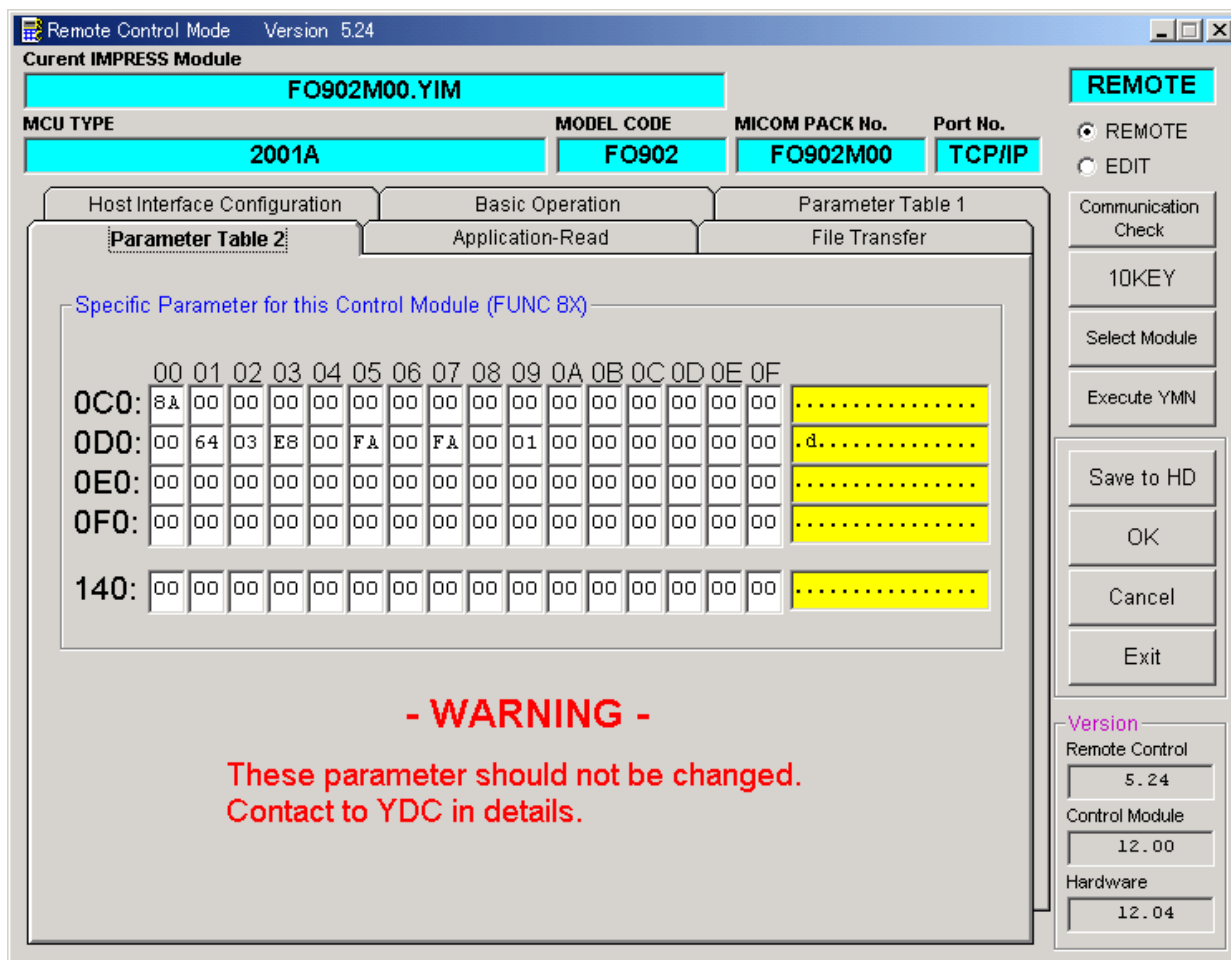 Remote Control Mode Version 5.24
Curent IMPRESS Module
FO902M00.YIM
MCU TYPE MODEL CODE MICOM PACK No. Port No.
2001A FO902 FO902M00 TCP/IP
Host Interface Configuration Basic Operation Parameter Table 1
Parameter Table 2 Application-Read File Transfer
Specific Parameter for this Control Module (FUNC 8X)
00 01 02 03 04 05 06 07 08 09 0A 0B 0C 0D 0E 0F
0C0: 8A 00 00 00 00 00 00 00 00 00 00 00 00 00 00 00 ................
0D0: 00 64 03 E8 00 FA 00 FA 00 01 00 00 00 00 00 00 .d..............
0E0: 00 00 00 00 00 00 00 00 00 00 00 00 00 00 00 00 ................
0F0: 00 00 00 00 00 00 00 00 00 00 00 00 00 00 00 00 ................
140: 00 00 00 00 00 00 00 00 00 00 00 00 00 00 00 00 ................
- WARNING -
These parameter should not be changed.
Contact to YDC in details.
REMOTE
REMOTE
EDIT
Communication
Check
10KEY
Select Module
Execute YMN
Save to HD
OK
Cancel
Exit
Version
Remote Control
5.24
Control Module
12.00
Hardware
12.04